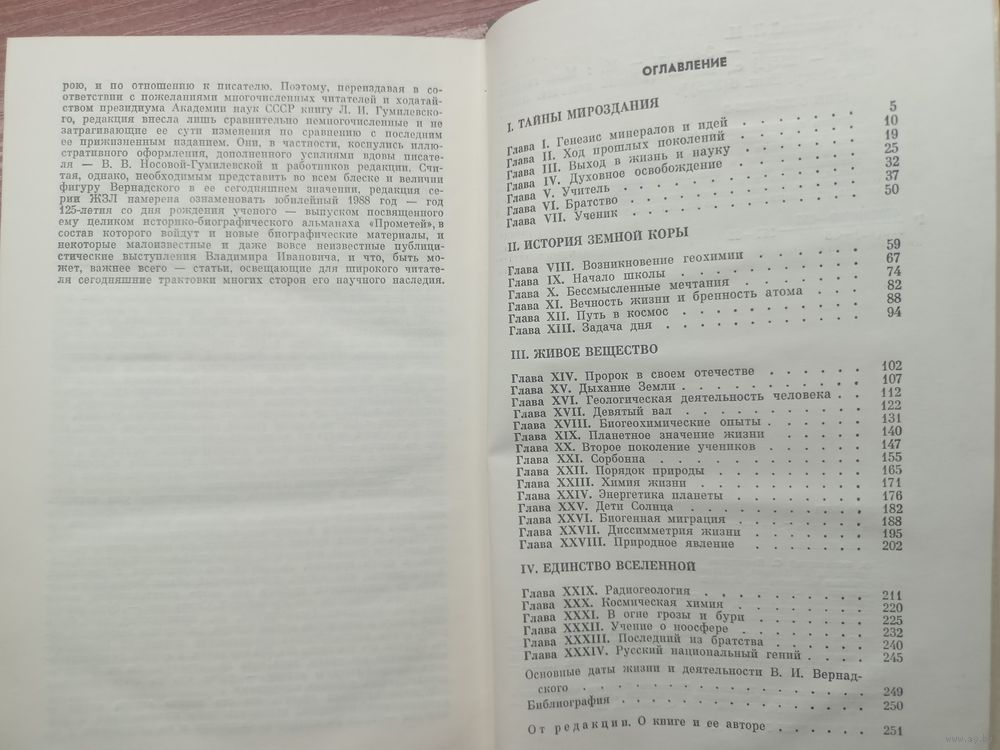 рою, и по отношению к писателю. Поэтому, переиздавая в со-
ответствии с пожеланиями многочисленных читателей и ходатай-
ством президиума Академии наук СССР книгу Л. И. Гумилевско-
го, редакция внесла лишь сравнительно немногочисленные и не
затрагивающие ее сути изменения по сравнению с последним
ее прижизненным изданием. Они, в частности, коснулись иллю-
стративного оформления, дополненного усилиями вдовы писате-
ля — В. В. Носовой-Гумилевской и работников редакции. Счи-
тая, однако, необходимым представить во всем блеске и величии
фигуру Вернадского в ее сегодняшнем значении, редакция се-
рии ЖЗЛ намерена ознаменовать юбилейный 1988 год — год
125-летия со дня рождения ученого — выпуском посвященного
ему целиком историко-биографического альманаха «Прометей», в
состав которого войдут и новые биографические материалы, и
некоторые малоизвестные и даже вовсе неизвестные публици-
стические выступления Владимира Ивановича, и что, быть мо-
жет, важнее всего — статьи, освещающие для широкого читате-
ля сегодняшние трактовки многих сторон его научного наследия.
ОГЛАВЛЕНИЕ
I. ТАЙНЫ МИРОЗДАНИЯ
Глава I. Генезис минералов и идей . . . . . . . 5
Глава II. Ход прошлых поколений . . . . . . . 10
Глава III. Выход в жизнь и науку . . . . . . . 19
Глава IV. Духовное освобождение . . . . . . . 25
Глава V. Учитель . . . . . . . . . . 32
Глава VI. Братство . . . . . . . . . . 37
Глава VII. Ученик . . . . . . . . . . 50
II. ИСТОРИЯ ЗЕМНОЙ КОРЫ
Глава VIII. Возникновение геохимии . . . . . . 59
Глава IX. Начало школы . . . . . . . . 67
Глава X. Бессмысленные мечтания . . . . . . 74
Глава XI. Вечность жизни и бренность атома . . . . 82
Глава XII. Путь в космос . . . . . . . . 88
Глава XIII. Задача дня . . . . . . . . 94
III. ЖИВОЕ ВЕЩЕСТВО
Глава XIV. Пророк в своем отечестве . . . . . 102
Глава XV. Дыхание Земли . . . . . . . . 107
Глава XVI. Геологическая деятельность человека . . 112
Глава XVII. Девятый вал . . . . . . . . 122
Глава XVIII. Биогеохимические опыты . . . . . 131
Глава XIX. Планетное значение жизни . . . . . 140
Глава XX. Второе поколение учеников . . . . . 147
Глава XXI. Сорбонна . . . . . . . . . 155
Глава XXII. Порядок природы . . . . . . . 165
Глава XXIII. Химия жизни . . . . . . . . 171
Глава XXIV. Энергетика планеты . . . . . . . 176
Глава XXV. Дети Солнца . . . . . . . . 182
Глава XXVI. Биогенная миграция . . . . . . . 188
Глава XXVII. Диссимметрия жизни . . . . . . 195
Глава XXVIII. Природное явление . . . . . . 202
IV. ЕДИНСТВО ВСЕЛЕННОЙ
Глава XXIX. Радиогеология . . . . . . . . 211
Глава XXX. Космическая химия . . . . . . . 220
Глава XXXI. В огне грозы и бури . . . . . . 225
Глава XXXII. Учение о ноосфере . . . . . . 232
Глава XXXIII. Последний из братства . . . . . 240
Глава XXXIV. Русский национальный гений . . . . 245
Основные даты жизни и деятельности В. И. Вернад-
ского . . . . . . . . . . . 249
Библиография . . . . . . . . . . 250
От редакции. О книге и ее авторе . . . . . 251